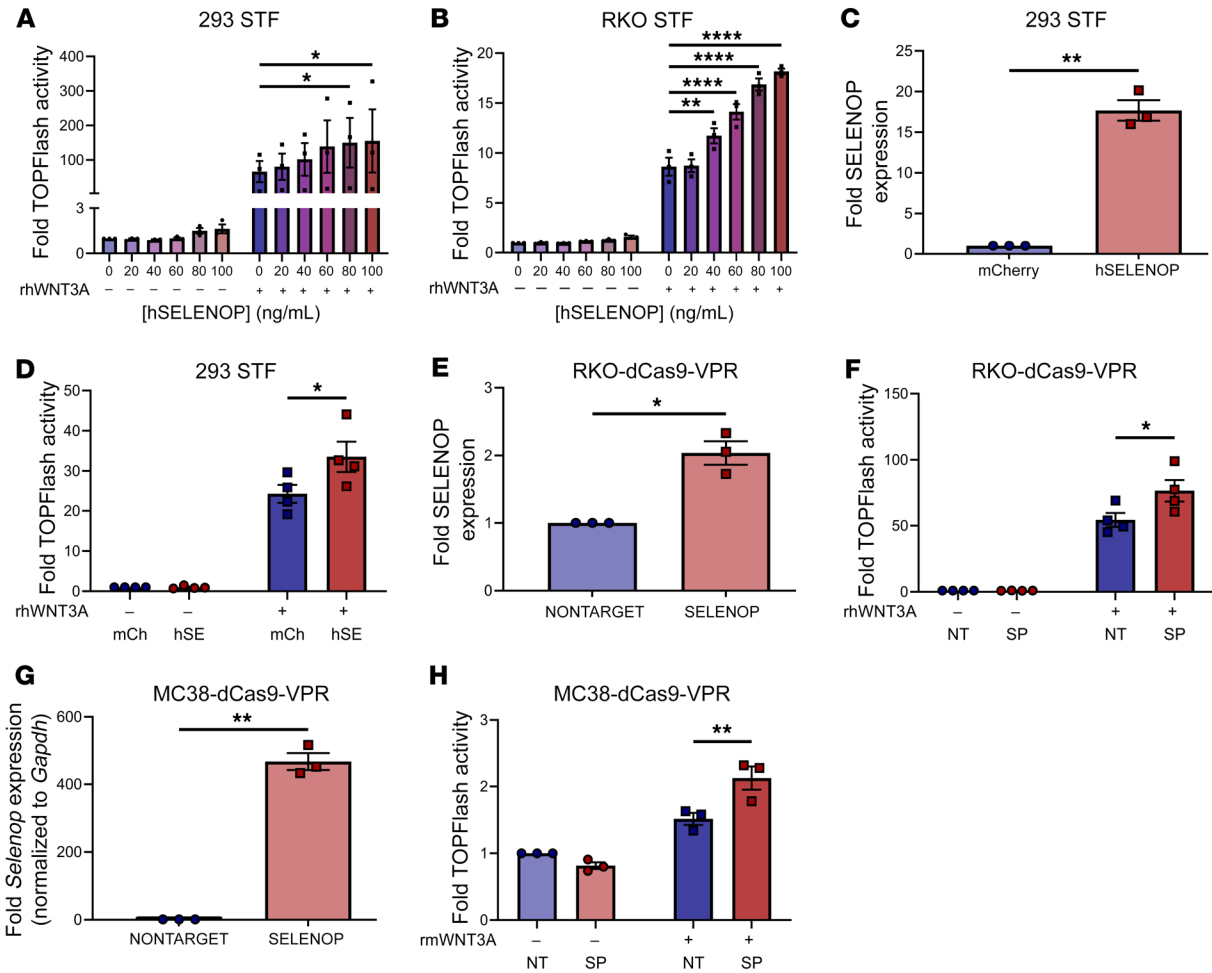 A
293 STF
Fold TOPFlash activity
400
300
200
100
3
0
*
*
0 20 40 60 80 100 0 20 40 60 80 100
rhWNT3A – – – – – – + + + + + +
[hSELENOP] (ng/mL)
B
RKO STF
Fold TOPFlash activity
20
15
10
5
0
****
****
****
**
0 20 40 60 80 100 0 20 40 60 80 100
rhWNT3A – – – – – – + + + + + +
[hSELENOP] (ng/mL)
C
293 STF
Fold SELENOP
expression
25
20
15
10
5
0
**
mCherry hSELENOP
D
293 STF
Fold TOPFlash activity
50
40
30
20
10
0
*
rhWNT3A – – + +
mCh hSE mCh hSE
E
RKO-dCas9-VPR
Fold SELENOP
expression
3
2
1
0
*
NONTARGET SELENOP
F
RKO-dCas9-VPR
Fold TOPFlash activity
150
100
50
0
*
rhWNT3A – – + +
NT SP NT SP
G
MC38-dCas9-VPR
Fold Selenop expression
(normalized to Gapdh)
600
400
200
0
**
NONTARGET SELENOP
H
MC38-dCas9-VPR
Fold TOPFlash activity
3
2
1
0
**
rmWNT3A – – + +
NT SP NT SP